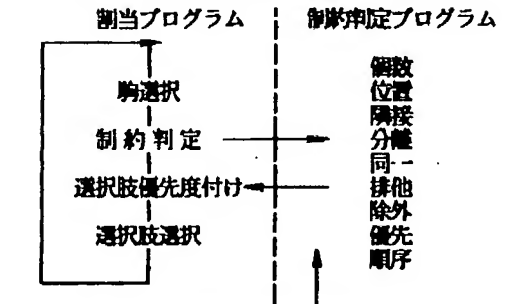 割当プログラム
制約判定プログラム
駒選択
制約判定
選択肢優先度付け
選択肢選択
個数
位置
隣接
分離
同一
排他
除外
優先
順序